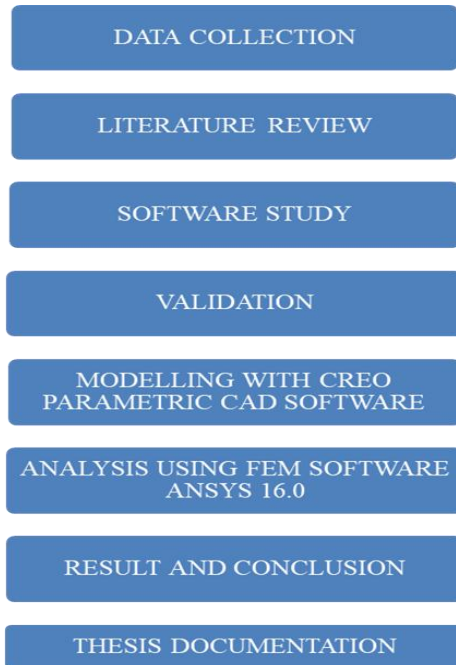 DATA COLLECTION
LITERATURE REVIEW
SOFTWARE STUDY
VALIDATION
MODELLING WITH CREO
PARAMETRIC CAD SOFTWARE
ANALYSIS USING FEM SOFTWARE
ANSYS 16.0
RESULT AND CONCLUSION
THESIS DOCUMENTATION